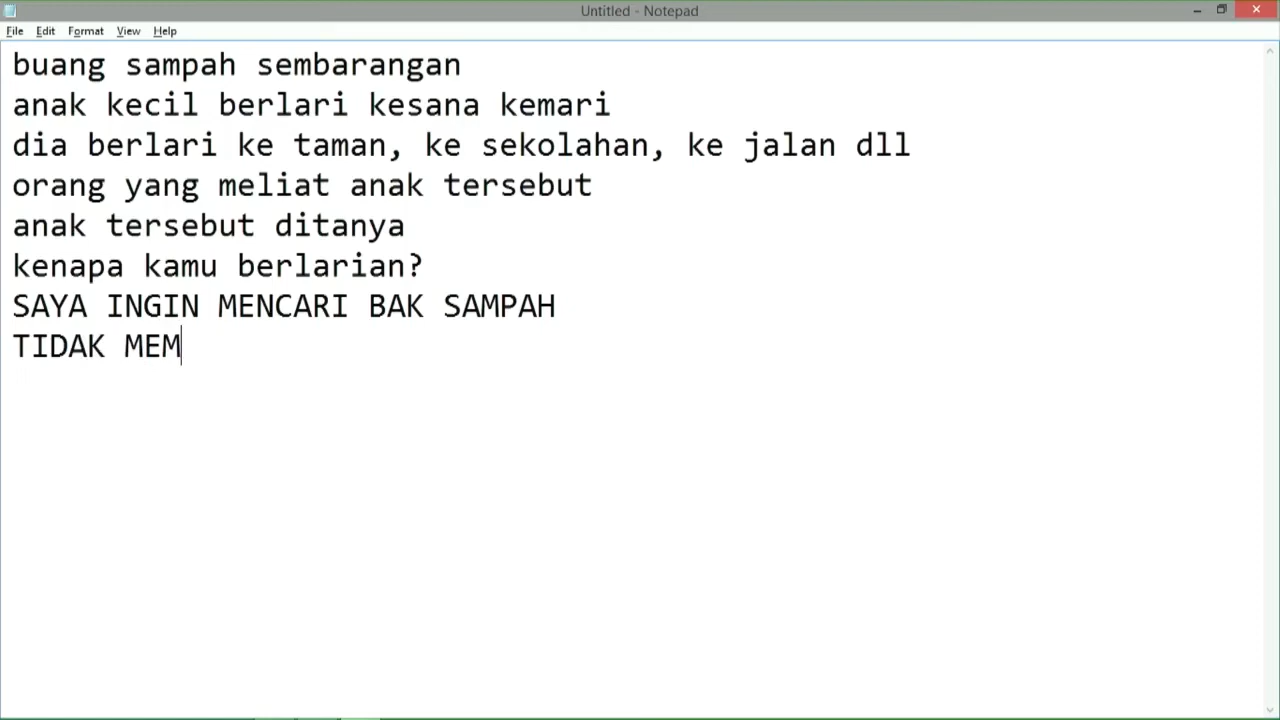 Untitled - Notepad
File Edit Format View Help
buang sampah sembarangan
anak kecil berlari kesana kemari
dia berlari ke taman, ke sekolahan, ke jalan dll
orang yang meliat anak tersebut
anak tersebut ditanya
kenapa kamu berlarian?
SAYA INGIN MENCARI BAK SAMPAH
TIDAK MEM